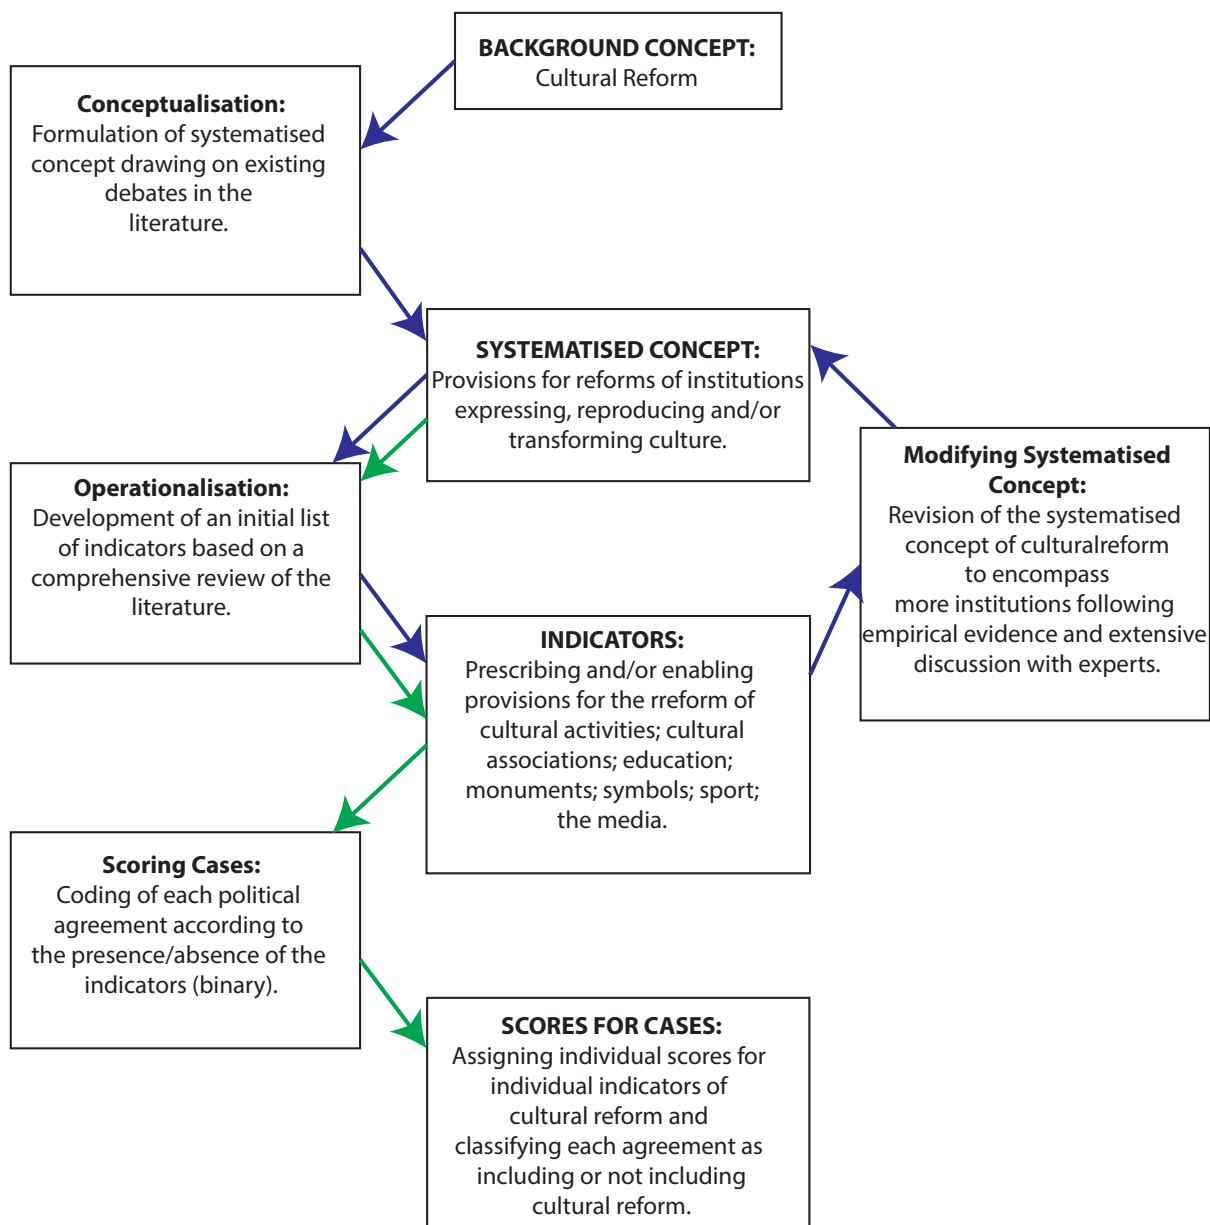 BACKGROUND CONCEPT:
Cultural Reform
Conceptualisation:
Formulation of systematised
concept drawing on existing
debates in the
literature.
SYSTEMATISED CONCEPT:
Provisions for reforms of institutions
expressing, reproducing and/or
transforming culture.
Modifying Systematised
Concept:
Revision of the systematised
concept of culturalreform
to encompass
more institutions following
empirical evidence and extensive
discussion with experts.
Operationalisation:
Development of an initial list
of indicators based on a
comprehensive review of the
literature.
INDICATORS:
Prescribing and/or enabling
provisions for the rreform of
cultural activities; cultural
associations; education;
monuments; symbols; sport;
the media.
Scoring Cases:
Coding of each political
agreement according to
the presence/absence of the
indicators (binary).
SCORES FOR CASES:
Assigning individual scores for
individual indicators of
cultural reform and
classifying each agreement as
including or not including
cultural reform.